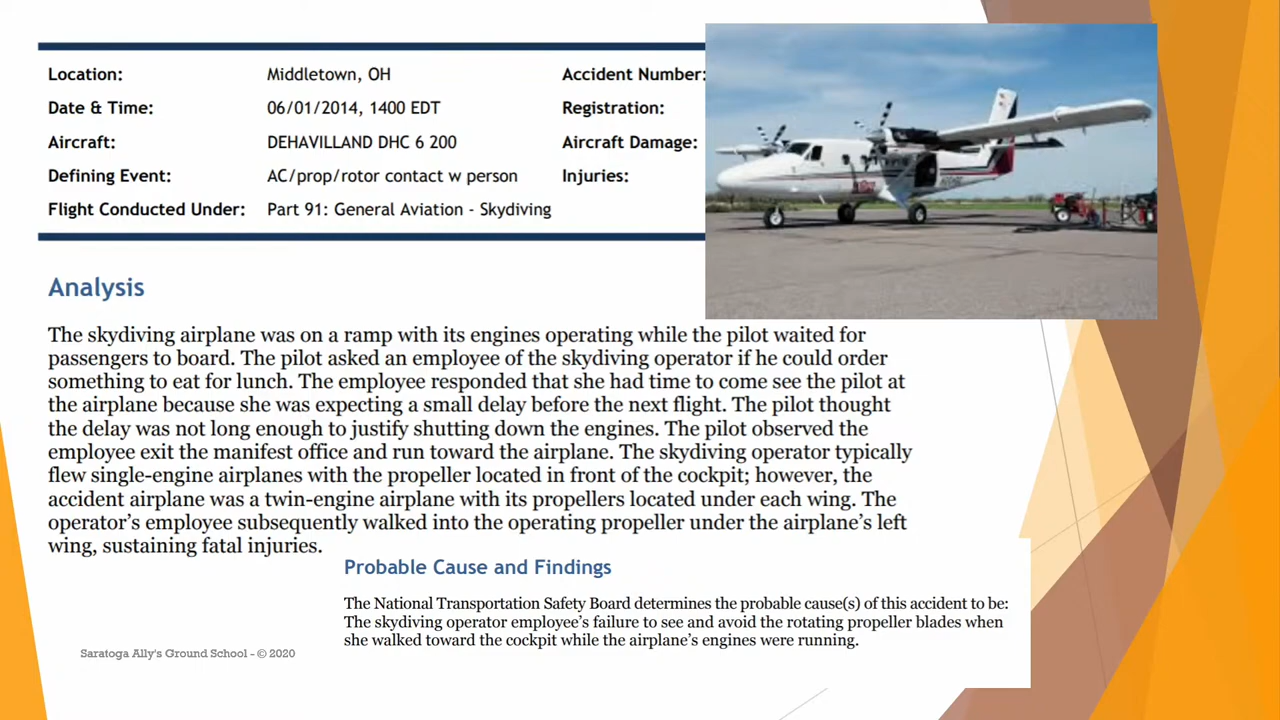 Location: Middletown, OH Accident Number:
Date & Time: 06/01/2014, 1400 EDT Registration:
Aircraft: DEHAVILLAND DHC 6 200 Aircraft Damage:
Defining Event: AC/prop/rotor contact w person Injuries:
Flight Conducted Under: Part 91: General Aviation - Skydiving
Analysis
The skydiving airplane was on a ramp with its engines operating while the pilot waited for
passengers to board. The pilot asked an employee of the skydiving operator if he could order
something to eat for lunch. The employee responded that she had time to come see the pilot at
the airplane because she was expecting a small delay before the next flight. The pilot thought
the delay was not long enough to justify shutting down the engines. The pilot observed the
employee exit the manifest office and run toward the airplane. The skydiving operator typically
flew single-engine airplanes with the propeller located in front of the cockpit; however, the
accident airplane was a twin-engine airplane with its propellers located under each wing. The
operator's employee subsequently walked into the operating propeller under the airplane's left
wing, sustaining fatal injuries.
Probable Cause and Findings
The National Transportation Safety Board determines the probable cause(s) of this accident to be:
The skydiving operator employee's failure to see and avoid the rotating propeller blades when
she walked toward the cockpit while the airplane's engines were running.
Saratoga Ally's Ground School - © 2020